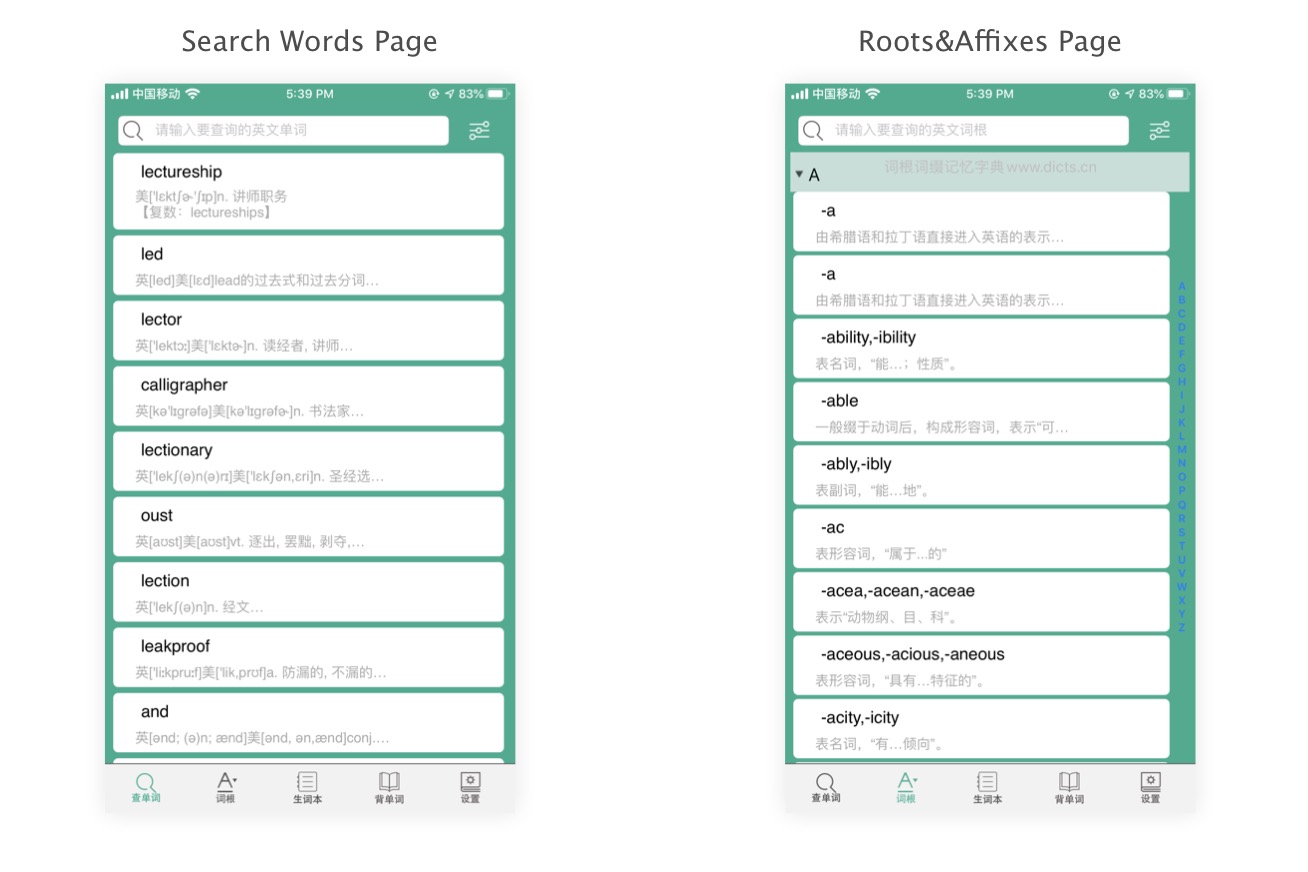 Search Words Page
中国移动 5:39 PM 83%
请输入要查询的英文单词
lectureship
美['lɛktʃɚ'ʃɪp]n. 讲师职务
【复数：lectureships】
led
英[led]美[lɛd]lead的过去式和过去分词…
lector
英['lektɔː]美['lɛktɚ]n. 读经者, 讲师…
calligrapher
英[kə'lɪgrəfə]美[kə'lɪgrəfɚ]n. 书法家…
lectionary
英['lekʃ(ə)n(ə)rɪ]美['lɛkʃən,ɛri]n. 圣经选…
oust
英[aʊst]美[aʊst]vt. 逐出, 罢黜, 剥夺,…
lection
英['lekʃ(ə)n]n. 经文…
leakproof
英['liːkpruːf]美['lik,prʊf]a. 防漏的, 不漏的…
and
英[ənd; (ə)n; ænd]美[ənd, ən,ænd]conj.…
查单词 词根 生词本 背单词 设置
Roots&Affixes Page
中国移动 5:39 PM 83%
请输入要查询的英文词根
词根词缀记忆字典www.dicts.cn
A
-a
由希腊语和拉丁语直接进入英语的表示…
-a
由希腊语和拉丁语直接进入英语的表示…
-ability,-ibility
表名词，“能…；性质”。
-able
一般缀于动词后，构成形容词，表示“可…
-ably,-ibly
表副词，“能…地”。
-ac
表形容词，“属于...的”
-acea,-acean,-aceae
表示“动物纲、目、科”。
-aceous,-acious,-aneous
表形容词，“具有…特征的”。
-acity,-icity
表名词，“有…倾向”。
A
B
C
D
E
F
G
H
I
J
K
L
M
N
O
P
Q
R
S
T
U
V
W
X
Y
Z
查单词 词根 生词本 背单词 设置